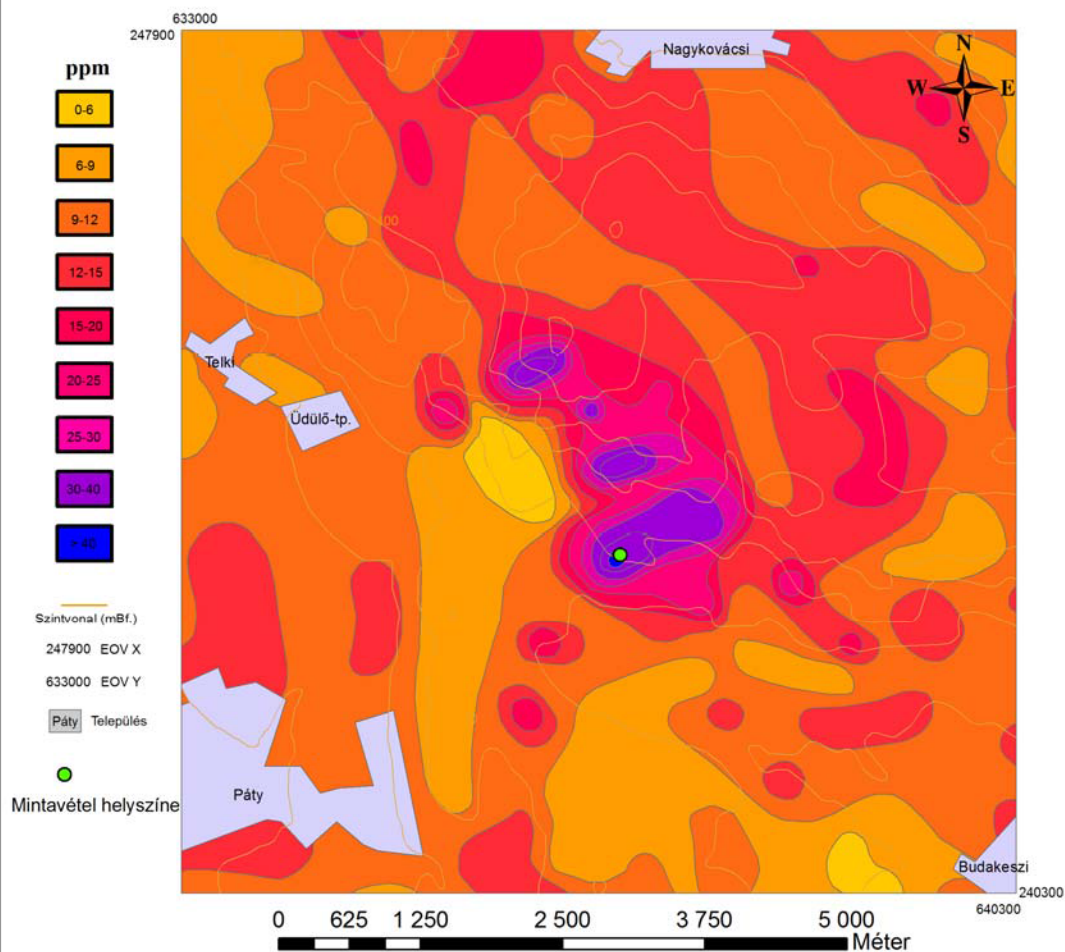 633000
247900
ppm
0-6
6-9
9-12
12-15
15-20
20-25
25-30
30-40
> 40
Szintvonal (mBf.)
247900 EOV X
633000 EOV Y
Páty Település
Mintavétel helyszíne
Nagykovácsi
N
W E
S
Telki
Üdülő-tp.
Páty
Budakeszi
240300
640300
0 625 1 250 2 500 3 750 5 000
Méter